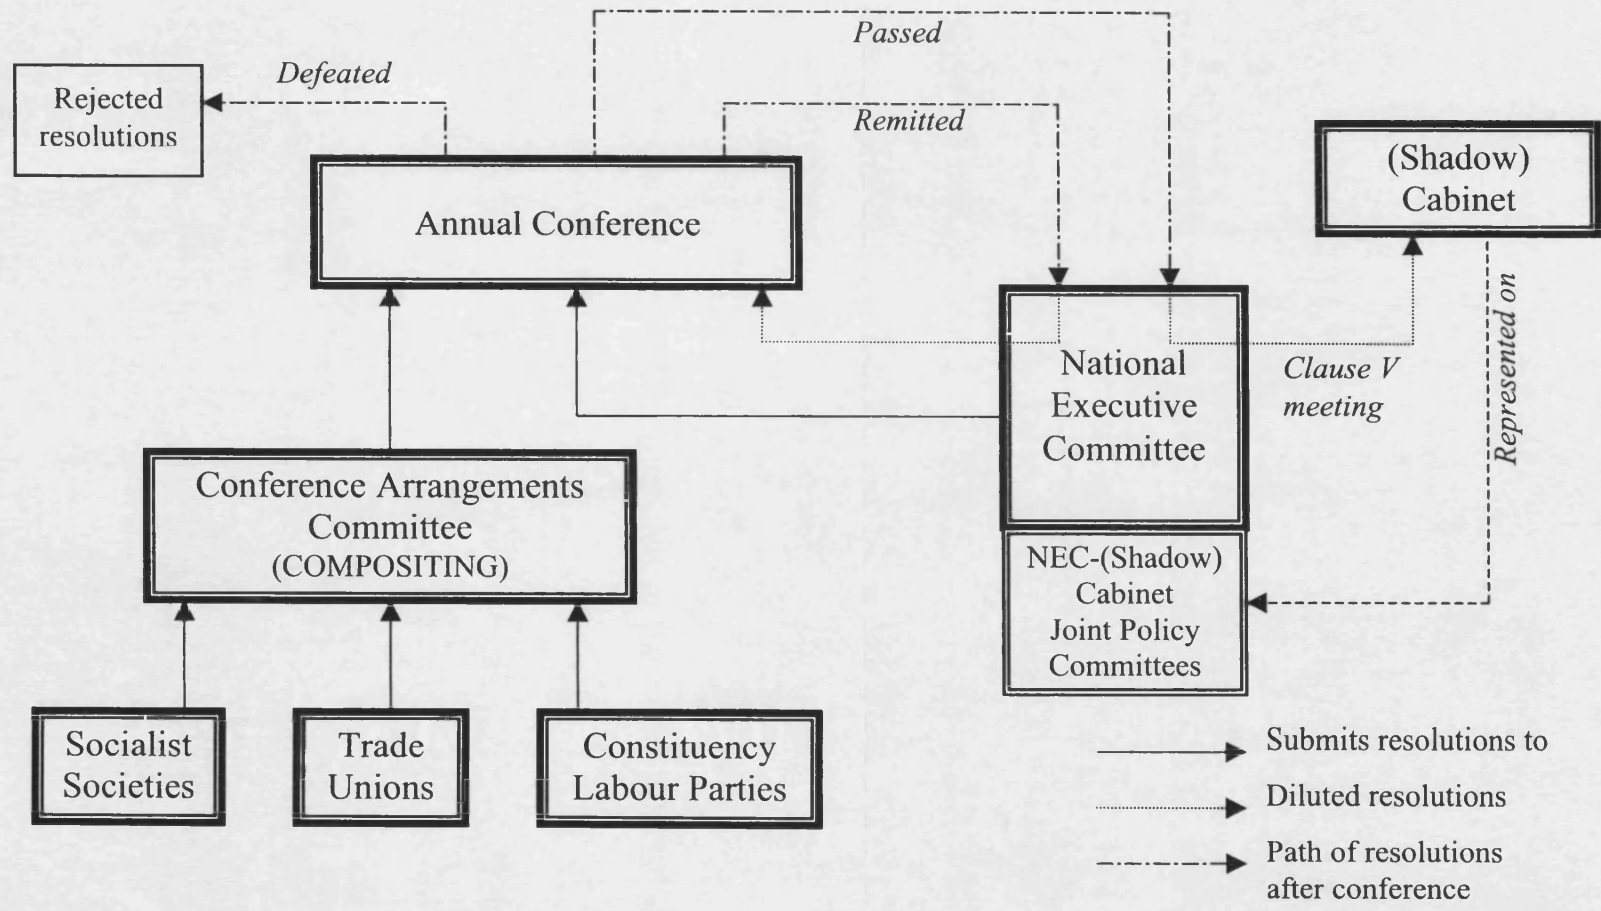 Passed
Defeated
Rejected
resolutions
Remitted
(Shadow)
Cabinet
Annual Conference
National
Executive
Committee
Clause V
meeting
Represented on
Conference Arrangements
Committee
(COMPOSITING)
NEC-(Shadow)
Cabinet
Joint Policy
Committees
Socialist
Societies
Trade
Unions
Constituency
Labour Parties
Submits resolutions to
Diluted resolutions
Path of resolutions
after conference